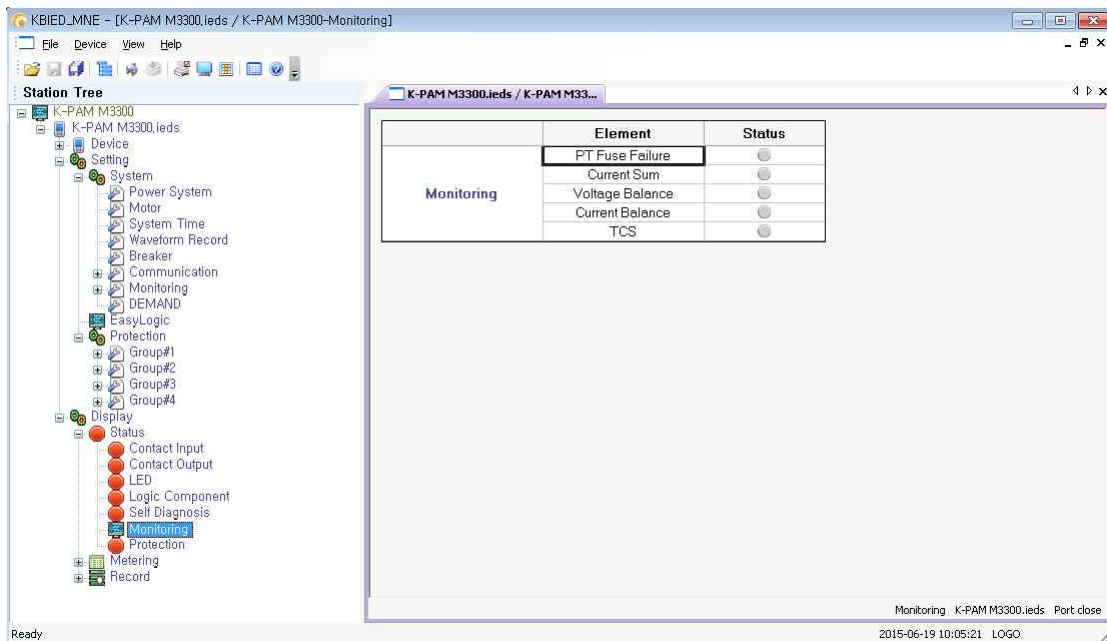 KBIED_MNE - [K-PAM M3300.ieds / K-PAM M3300-Monitoring]
File Device View Help
Station Tree
K-PAM M3300
K-PAM M3300.ieds
Device
Setting
System
Power System
Motor
System Time
Waveform Record
Breaker
Communication
Monitoring
DEMAND
EasyLogic
Protection
Group#1
Group#2
Group#3
Group#4
Display
Status
Contact Input
Contact Output
LED
Logic Component
Self Diagnosis
Monitoring
Protection
Metering
Record
K-PAM M3300.ieds / K-PAM M33...
Element Status
Monitoring
PT Fuse Failure
Current Sum
Voltage Balance
Current Balance
TCS
Monitoring K-PAM M3300.ieds Port close
Ready 2015-06-19 10:05:21 LOGO